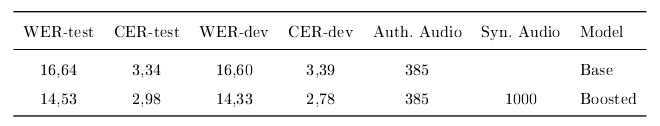 WER-test CER-test WER-dev CER-dev Auth. Audio Syn. Audio Model
16,64 3,34 16,60 3,39 385 Base
14,53 2,98 14,33 2,78 385 1000 Boosted